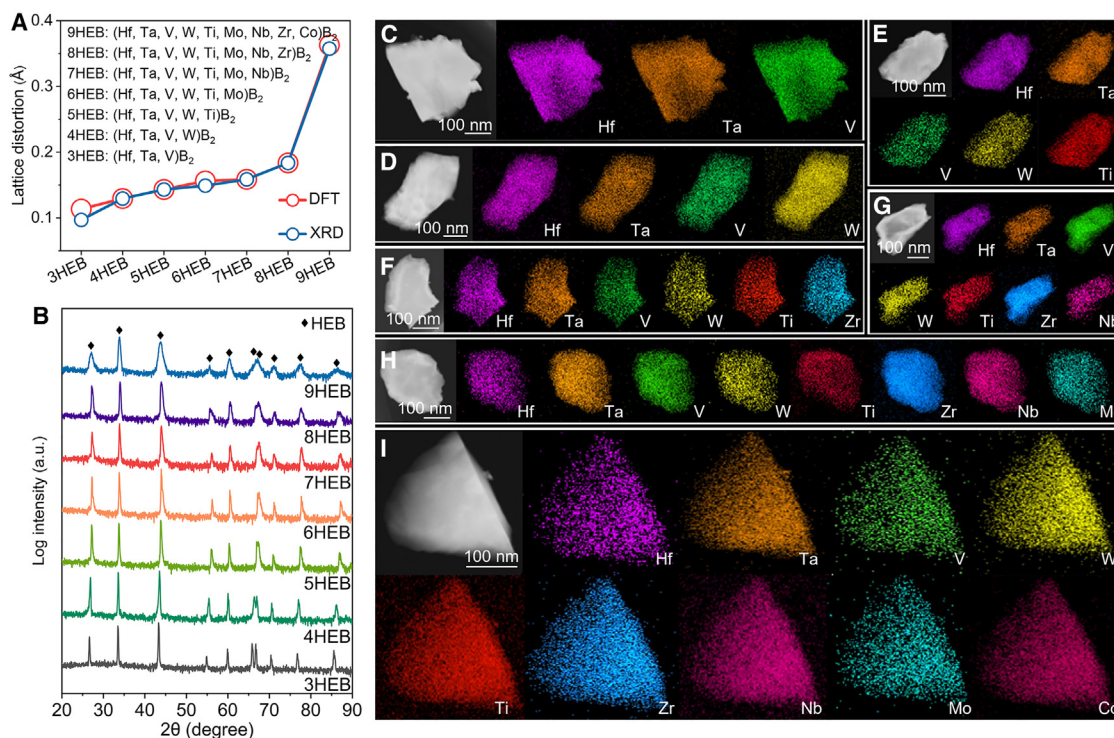 A
0.4
0.3
0.2
0.1
Lattice distortion (Å)
9HEB: (Hf, Ta, V, W, Ti, Mo, Nb, Zr, Co)B₂
8HEB: (Hf, Ta, V, W, Ti, Mo, Nb, Zr)B₂
7HEB: (Hf, Ta, V, W, Ti, Mo, Nb)B₂
6HEB: (Hf, Ta, V, W, Ti, Mo)B₂
5HEB: (Hf, Ta, V, W, Ti)B₂
4HEB: (Hf, Ta, V, W)B₂
3HEB: (Hf, Ta, V)B₂
DFT
XRD
3HEB 4HEB 5HEB 6HEB 7HEB 8HEB 9HEB
B
♦ HEB
Log intensity (a.u.)
9HEB
8HEB
7HEB
6HEB
5HEB
4HEB
3HEB
20 30 40 50 60 70 80 90
2θ (degree)
C
100 nm Hf Ta V
D
100 nm Hf Ta V W
E
100 nm Hf Ta
V W Ti
F
100 nm Hf Ta V W Ti Zr
G
100 nm Hf Ta V
W Ti Zr Nb
H
100 nm Hf Ta V W Ti Zr Nb M
I
100 nm Hf Ta V W
Ti Zr Nb Mo Co